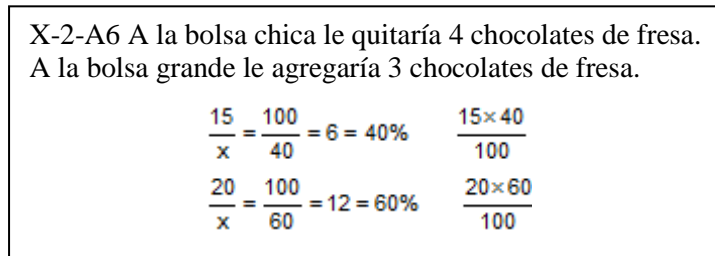 X-2-A6 A la bolsa chica le quitaría 4 chocolates de fresa.
A la bolsa grande le agregaría 3 chocolates de fresa.
15/x = 100/40 = 6 = 40%    15×40/100
20/x = 100/60 = 12 = 60%    20×60/100